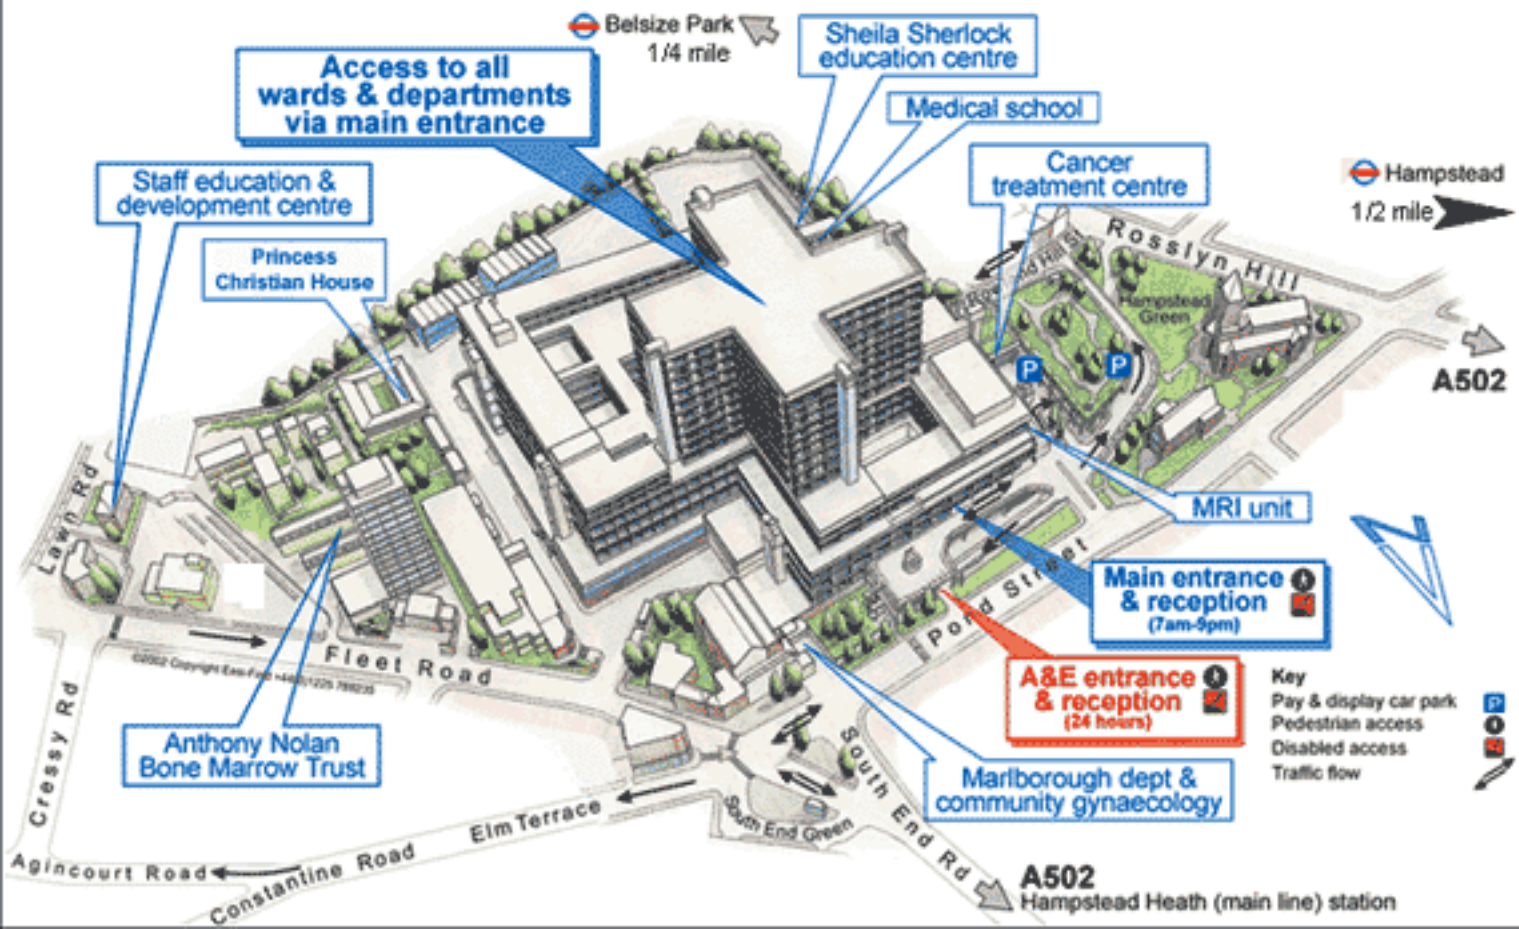 Belsize Park
1/4 mile
Sheila Sherlock
education centre
Access to all
wards & departments
via main entrance
Medical school
Cancer
treatment centre
Hampstead
1/2 mile
Staff education &
development centre
Princess
Christian House
Rosslyn Hill
Hampstead
Green
P
P
A502
Lawn Rd
MRI unit
Pond Street
Main entrance
& reception
(7am-9pm)
Fleet Road
A&E entrance
& reception
(24 hours)
Key
Pay & display car park P
Pedestrian access
Disabled access
Traffic flow
Cressy Rd
Anthony Nolan
Bone Marrow Trust
Marlborough dept &
community gynaecology
South End Rd
South End Green
Elm Terrace
Constantine Road
Agincourt Road
A502
Hampstead Heath (main line) station